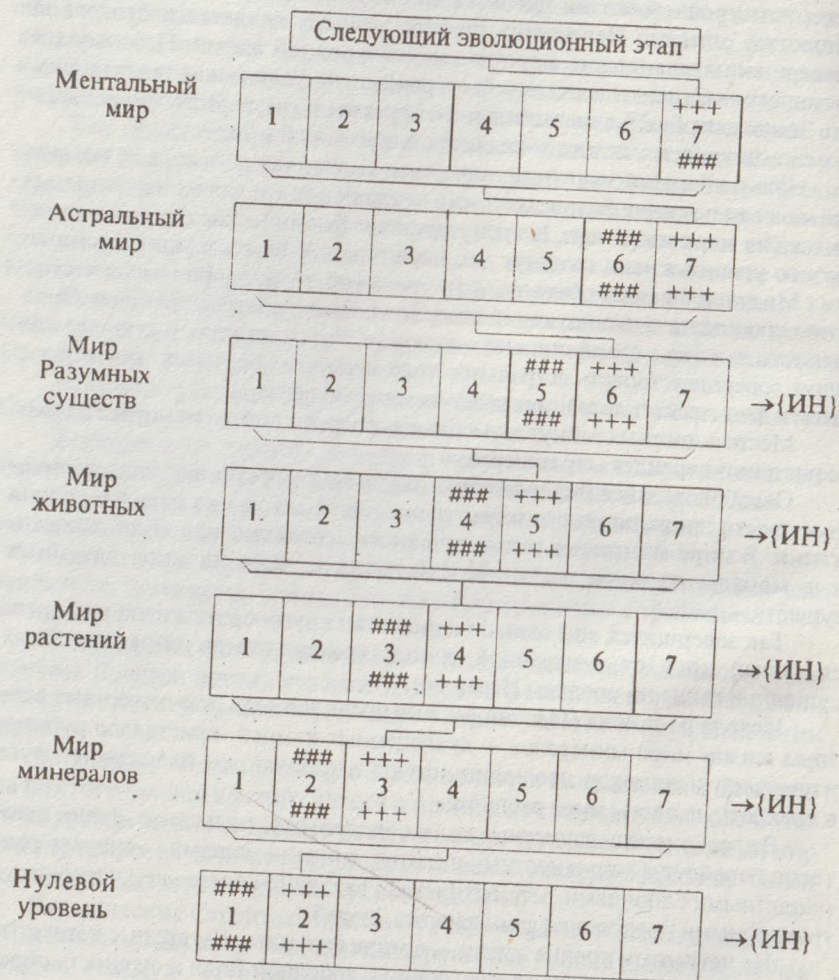 Следующий эволюционный этап
Ментальный
мир
+++
1 2 3 4 5 6 7
###
Астральный
мир
### +++
1 2 3 4 5 6 7
### +++
Мир
Разумных
существ
### +++
1 2 3 4 5 6 7 →{ИН}
### +++
Мир
животных
### +++
1 2 3 4 5 6 7 →{ИН}
### +++
Мир
растений
### +++
1 2 3 4 5 6 7 →{ИН}
### +++
Мир
минералов
### +++
1 2 3 4 5 6 7 →{ИН}
### +++
Нулевой
уровень
### +++
1 2 3 4 5 6 7 →{ИН}
### +++